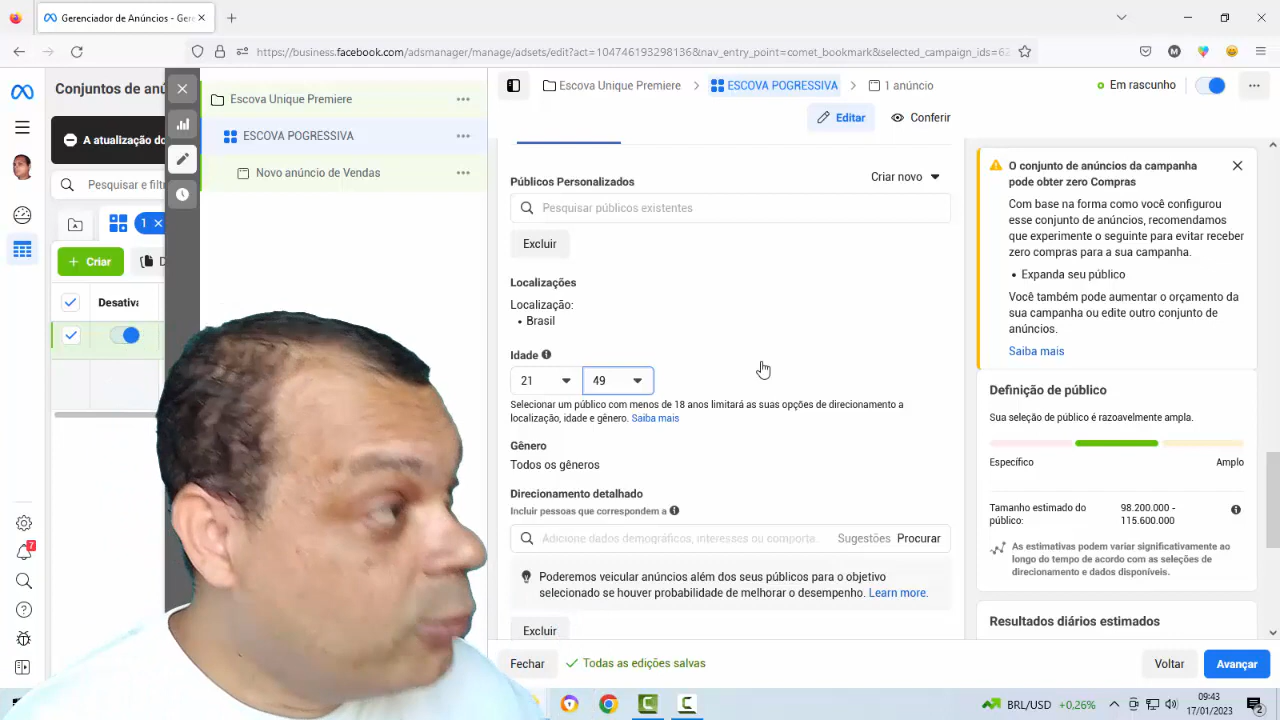 Gerenciador de Anúncios - Ger
https://business.facebook.com/adsmanager/manage/adsets/edit?act=1047461932981368&nav_entry_point=comet_bookmark&selected_campaign_ids=62
Conjuntos de anú
A atualização do
Pesquise e filt
1
+ Criar
D
Desativa
7
Escova Unique Premiere
ESCOVA POGRESSIVA
Novo anúncio de Vendas
Escova Unique Premiere
ESCOVA POGRESSIVA
1 anúncio
Em rascunho
Editar
Conferir
Públicos Personalizados
Criar novo
Pesquisar públicos existentes
Excluir
Localizações
Localização:
• Brasil
Idade
21
49
Selecionar um público com menos de 18 anos limitará as suas opções de direcionamento a
localização, idade e gênero. Saiba mais
Gênero
Todos os gêneros
Direcionamento detalhado
Incluir pessoas que correspondem a
Adicione dados demográficos, interesses ou comporta.
Sugestões
Procurar
Poderemos veicular anúncios além dos seus públicos para o objetivo
selecionado se houver probabilidade de melhorar o desempenho. Learn more.
Excluir
Fechar
Todas as edições salvas
Voltar
Avançar
O conjunto de anúncios da campanha
pode obter zero Compras
Com base na forma como você configurou
esse conjunto de anúncios, recomendamos
que experimente o seguinte para evitar receber
zero compras para a sua campanha.
• Expanda seu público
Você também pode aumentar o orçamento da
sua campanha ou edite outro conjunto de
anúncios.
Saiba mais
Definição de público
Sua seleção de público é razoavelmente ampla.
Específico
Amplo
Tamanho estimado do
público:
98.200.000 -
115.600.000
As estimativas podem variar significativamente ao
longo do tempo de acordo com as seleções de
direcionamento e dados disponíveis.
Resultados diários estimados
BRL/USD
+0,26%
09:43
17/01/2023
2